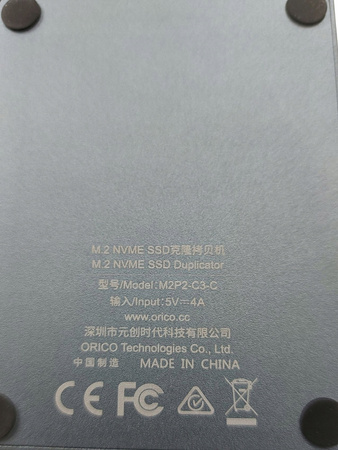 M.2 NVME SSD克隆拷贝机
M.2 NVME SSD Duplicator
型号/Model:M2P2-C3-C
输入/Input:5V⎓4A
www.orico.cc
深圳市元创时代科技有限公司
ORICO Technologies Co., Ltd.
中国制造 MADE IN CHINA
CE FC